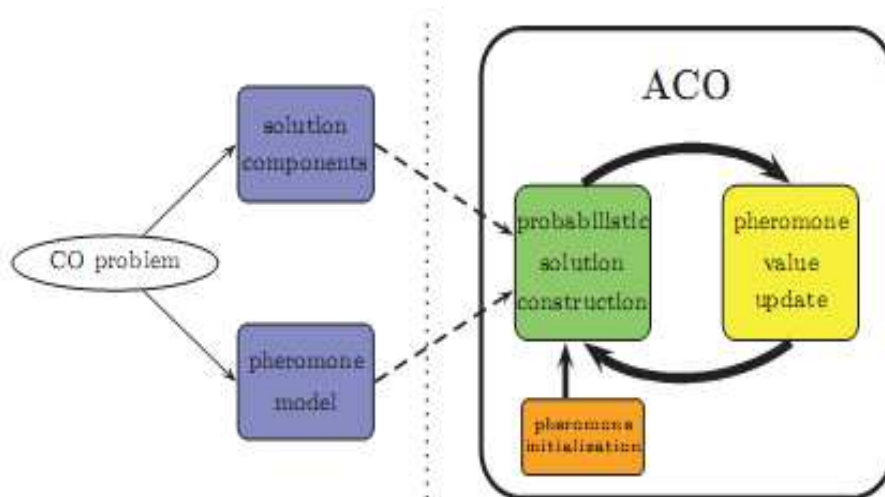 CO problem
solution
components
pheromone
model
ACO
probabilistic
solution
construction
pheromone
value
update
pheromone
initialization